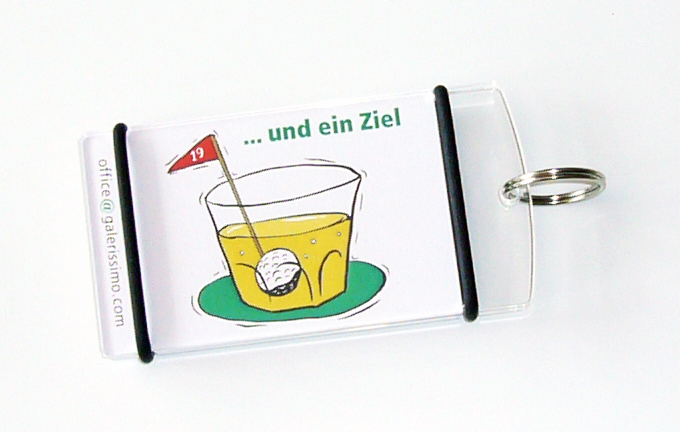 ... und ein Ziel
19
office@galerissimo.com